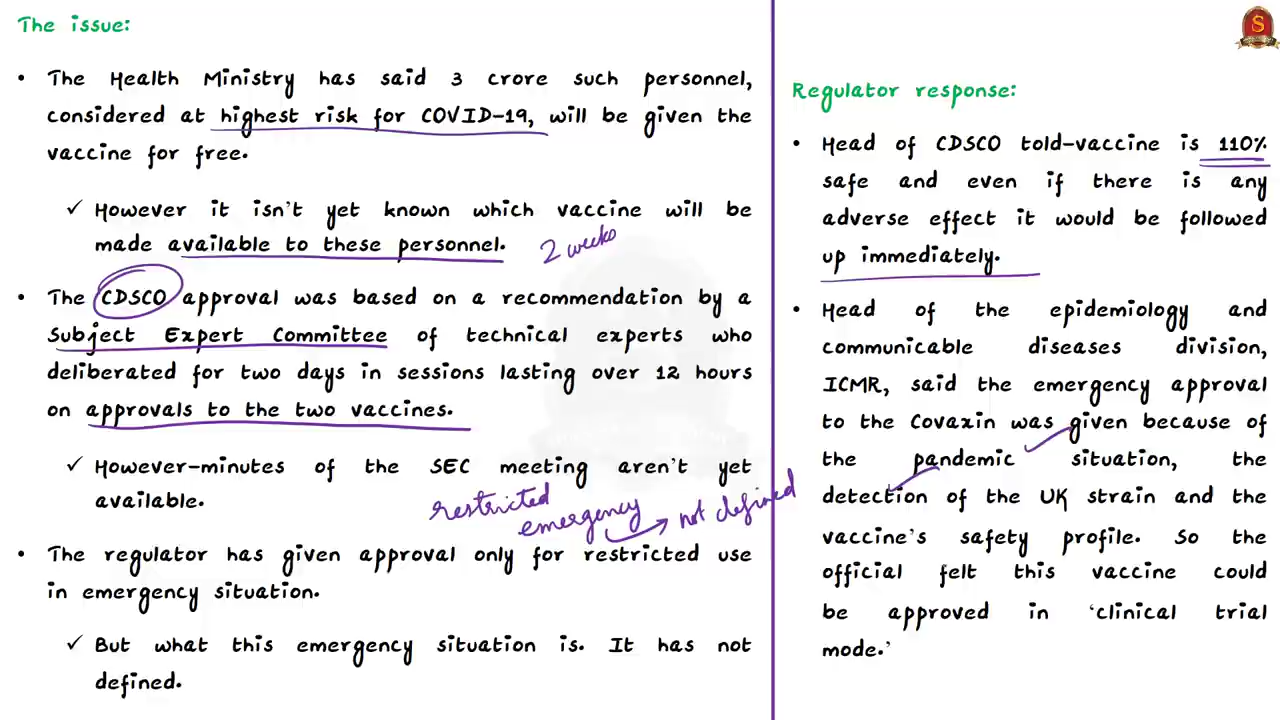 The issue:
• The Health Ministry has said 3 crore such personnel,
considered at highest risk for COVID-19, will be given the
vaccine for free.
✓ However it isn't yet known which vaccine will be
made available to these personnel.
2 weeks
• The CDSCO approval was based on a recommendation by a
Subject Expert Committee of technical experts who
deliberated for two days in sessions lasting over 12 hours
on approvals to the two vaccines.
✓ However-minutes of the SEC meeting aren't yet
available.
restricted
emergency → not defined
• The regulator has given approval only for restricted use
in emergency situation.
✓ But what this emergency situation is. It has not
defined.
S
Regulator response:
• Head of CDSCO told-vaccine is 110%
safe and even if there is any
adverse effect it would be followed
up immediately.
• Head of the epidemiology and
communicable diseases division,
ICMR, said the emergency approval
to the Covaxin was given because of
the pandemic situation, the
detection of the UK strain and the
vaccine's safety profile. So the
official felt this vaccine could
be approved in 'clinical trial
mode.'